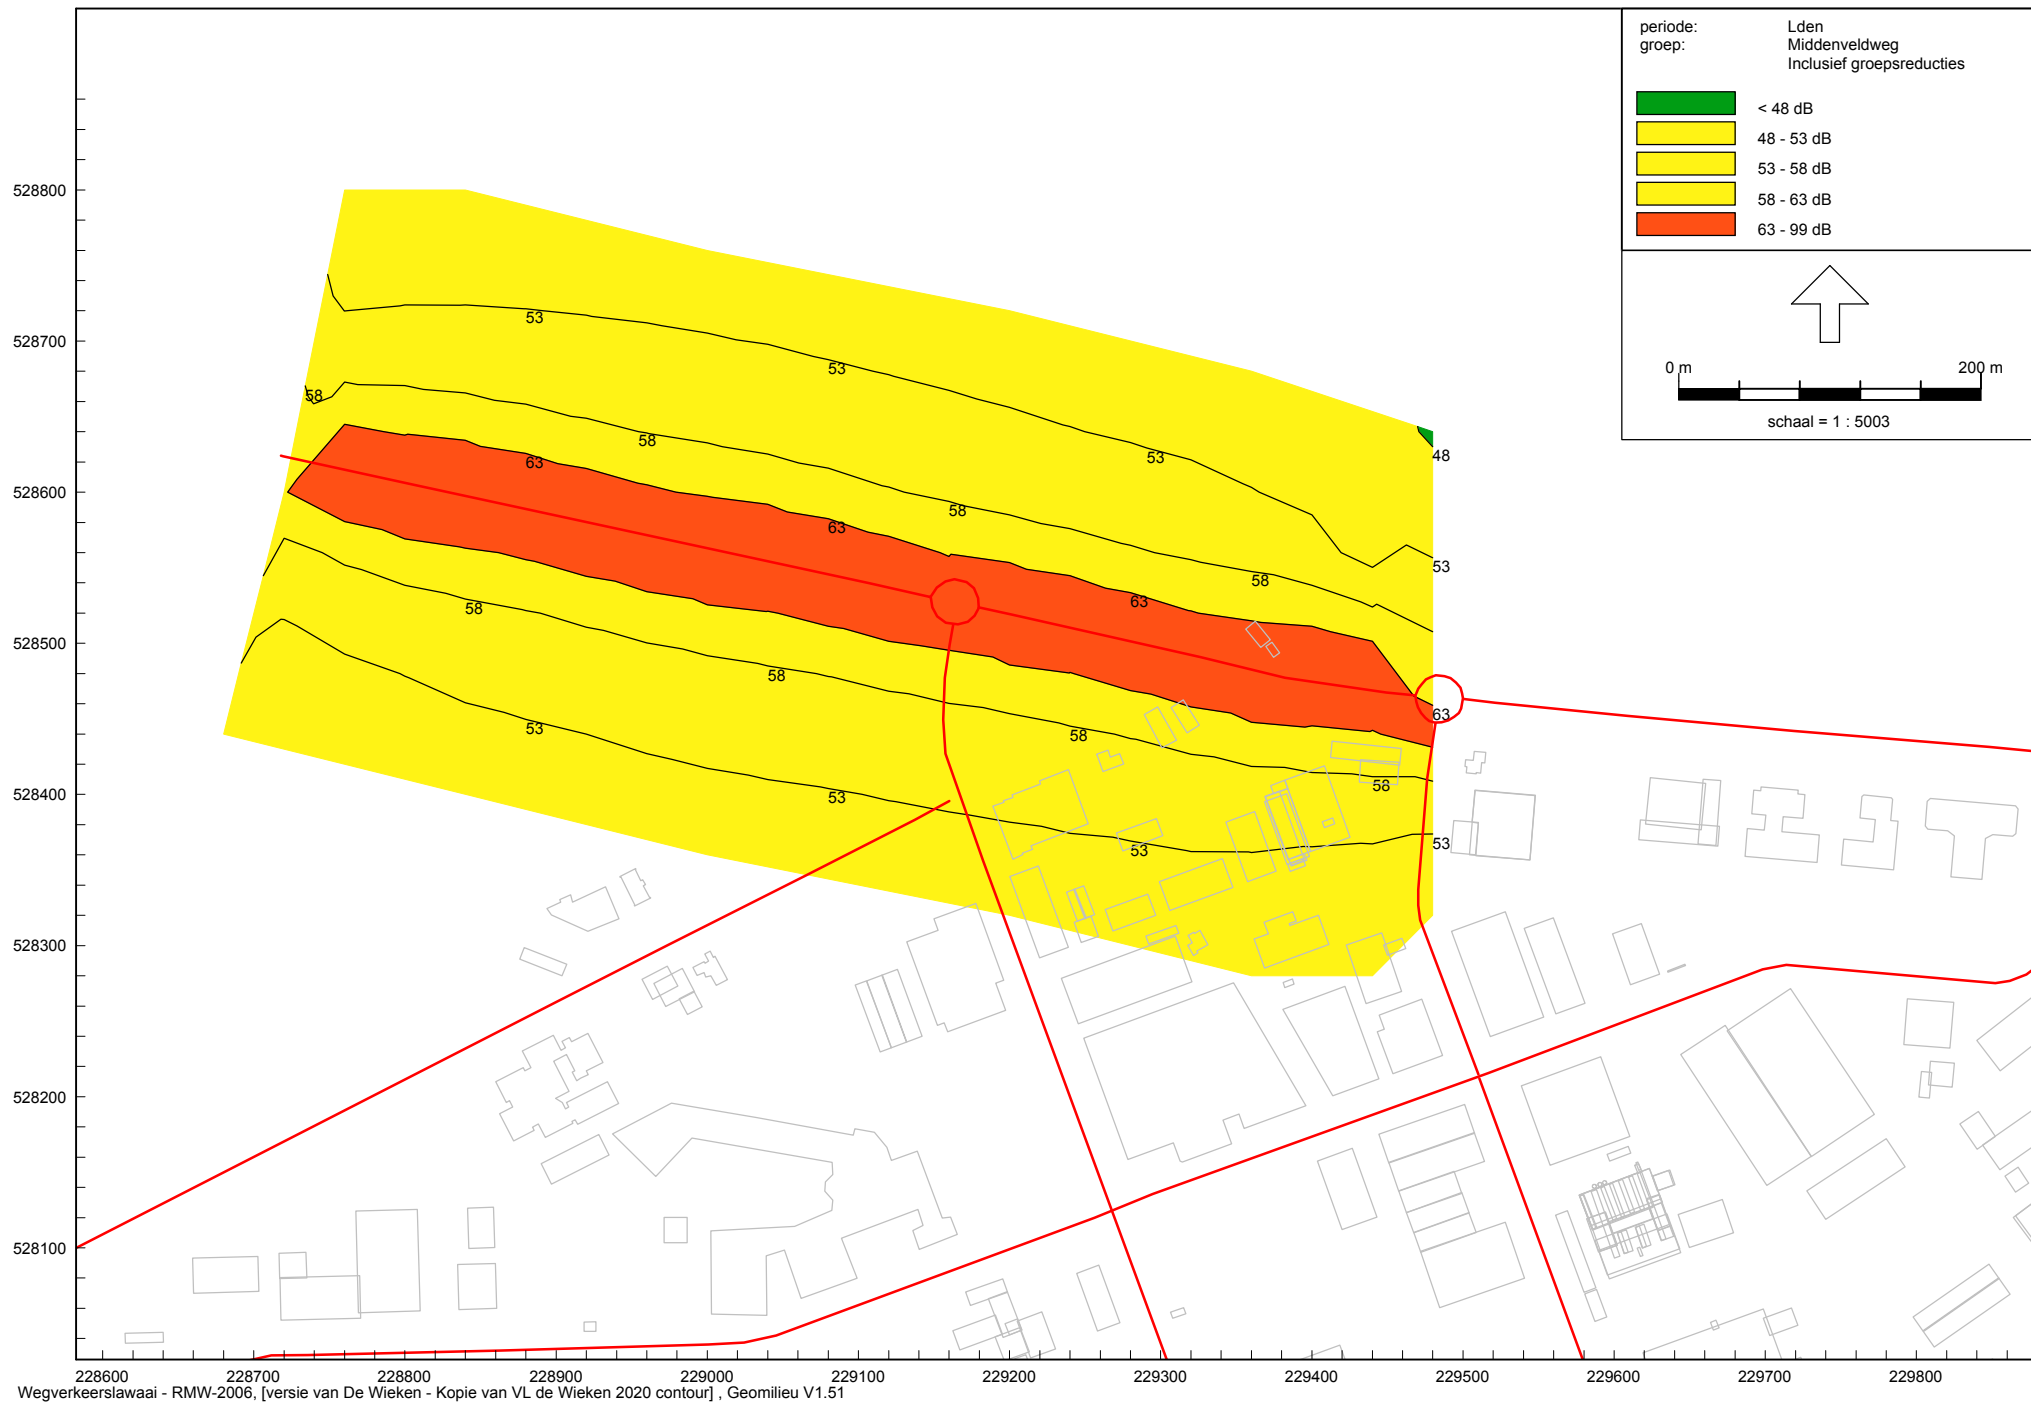 periode: Lden
groep: Middenveldweg
Inclusief groepsreducties
< 48 dB
48 - 53 dB
53 - 58 dB
58 - 63 dB
63 - 99 dB
0 m 200 m
schaal = 1 : 5003
528800
528700
528600
528500
528400
528300
528200
528100
53
53
58
58
53
48
63
58
63
53
58
63
58
58
63
53
58
58
53
53
53
228600 228700 228800 228900 229000 229100 229200 229300 229400 229500 229600 229700 229800
Wegverkeerslawaai - RMW-2006, [versie van De Wieken - Kopie van VL de Wieken 2020 contour] , Geomilieu V1.51